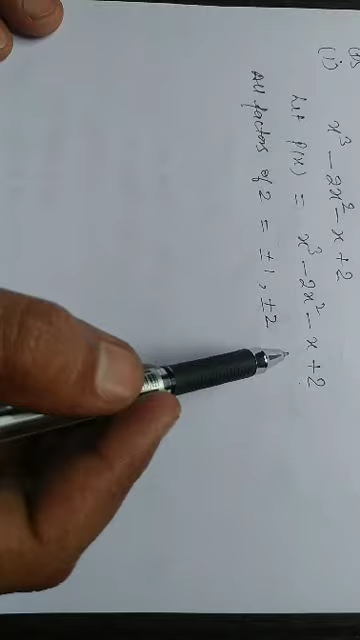 (i) x³ - 2x² - x + 2
Let p(x) = x³ - 2x² - x + 2
All factors of 2 = ±1, ±2